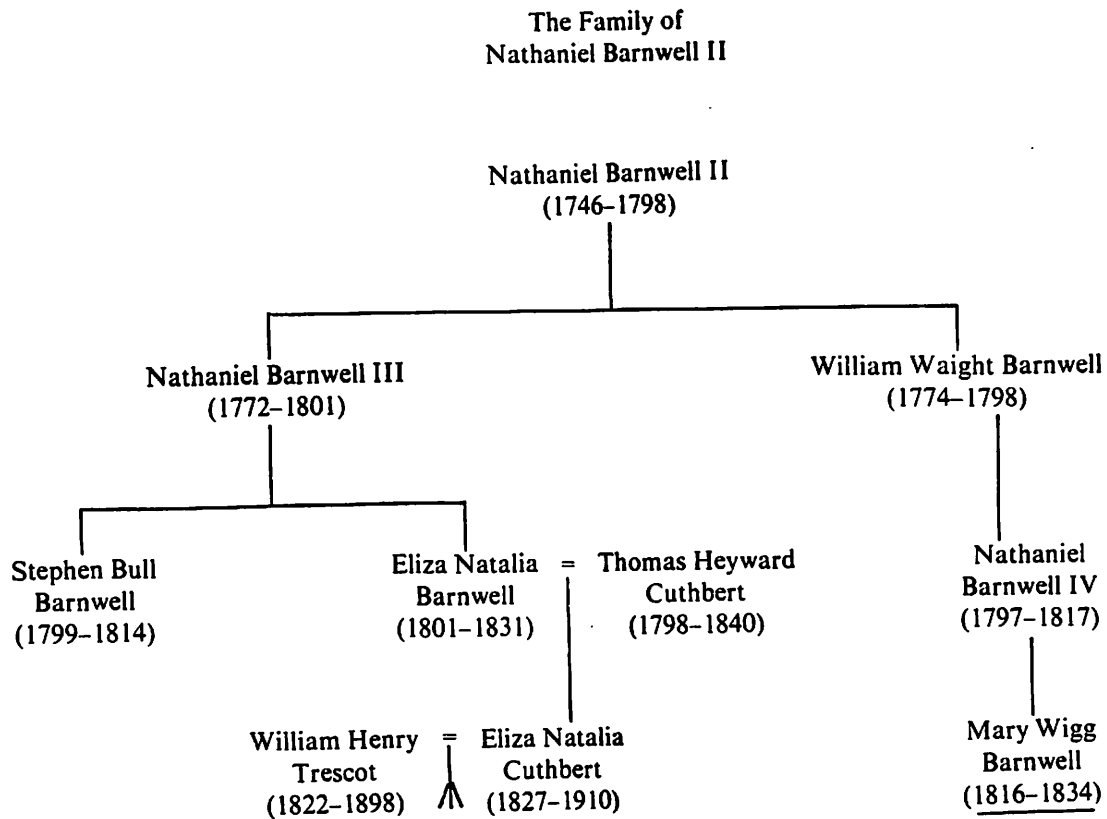 The Family of
Nathaniel Barnwell II
Nathaniel Barnwell II
(1746–1798)
Nathaniel Barnwell III
(1772–1801)
William Waight Barnwell
(1774–1798)
Stephen Bull
Barnwell
(1799–1814)
Eliza Natalia
Barnwell
(1801–1831)
=
Thomas Heyward
Cuthbert
(1798–1840)
Nathaniel
Barnwell IV
(1797–1817)
William Henry
Trescot
(1822–1898)
=
Eliza Natalia
Cuthbert
(1827–1910)
Mary Wigg
Barnwell
(1816–1834)